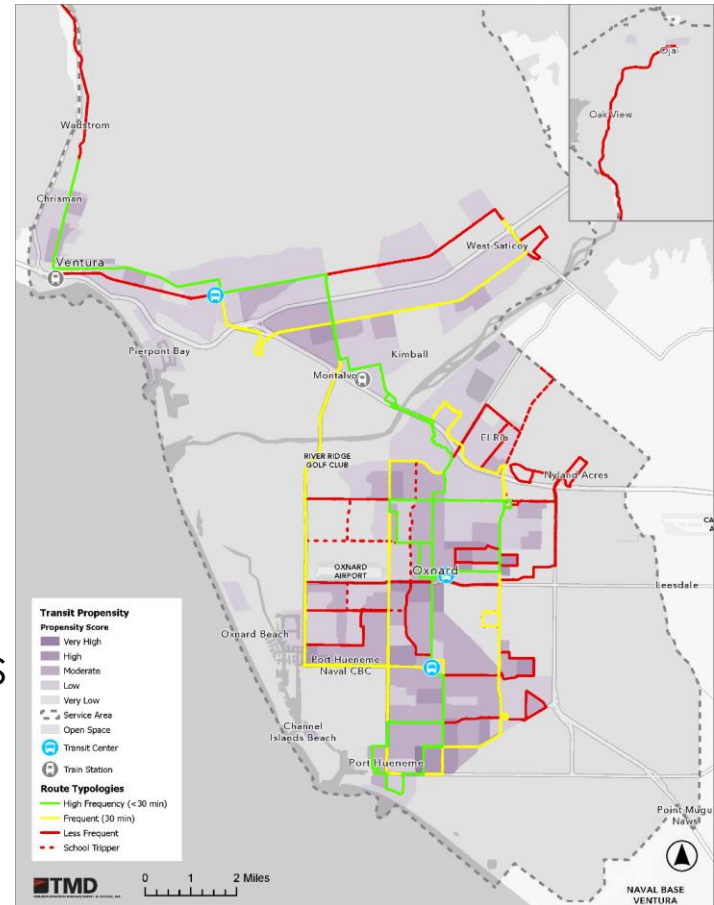 Ojai
Oak View
Wadstrom
Chrisman
Ventura
West Saticoy
Pierpont Bay
Kimball
Montalvo
El Rio
RIVER RIDGE
GOLF CLUB
Nyland Acres
CA
A
OXNARD
AIRPORT
Oxnard
Leesdale
Transit Propensity
Propensity Score
Very High
High
Moderate
Low
Very Low
Service Area
Open Space
Transit Center
Train Station
Route Typologies
High Frequency (<30 min)
Frequent (30 min)
Less Frequent
School Tripper
S
Oxnard Beach
Port Hueneme
Naval CBC
Channel
Islands Beach
Port Hueneme
Point Mugu
Naws
TMD
0 1 2 Miles
NAVAL BASE
VENTURA